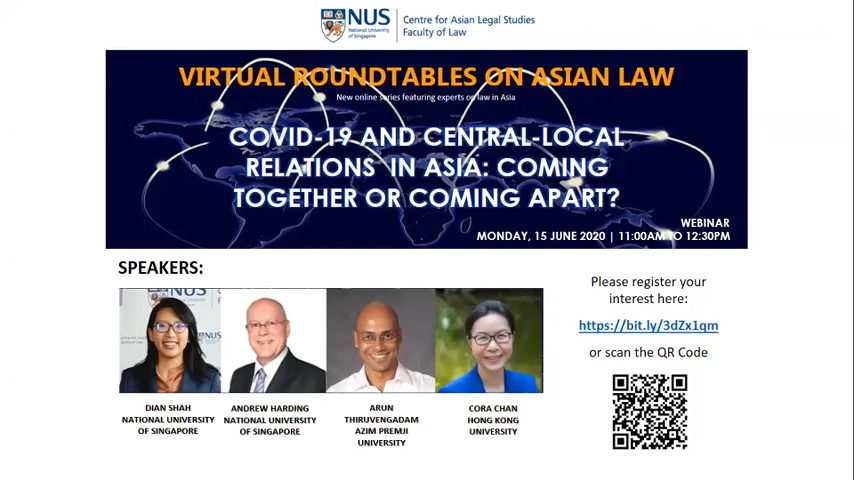 NUS
National University
of Singapore
Centre for Asian Legal Studies
Faculty of Law
VIRTUAL ROUNDTABLES ON ASIAN LAW
New online series featuring experts on law in Asia
COVID-19 AND CENTRAL-LOCAL
RELATIONS IN ASIA: COMING
TOGETHER OR COMING APART?
WEBINAR
MONDAY, 15 JUNE 2020 | 11:00AM TO 12:30PM
SPEAKERS:
NUS
NUS
DIAN SHAH
NATIONAL UNIVERSITY
OF SINGAPORE
ANDREW HARDING
NATIONAL UNIVERSITY
OF SINGAPORE
ARUN
THIRUVENGADAM
AZIM PREMJI
UNIVERSITY
CORA CHAN
HONG KONG
UNIVERSITY
Please register your
interest here:
https://bit.ly/3dZx1qm
or scan the QR Code